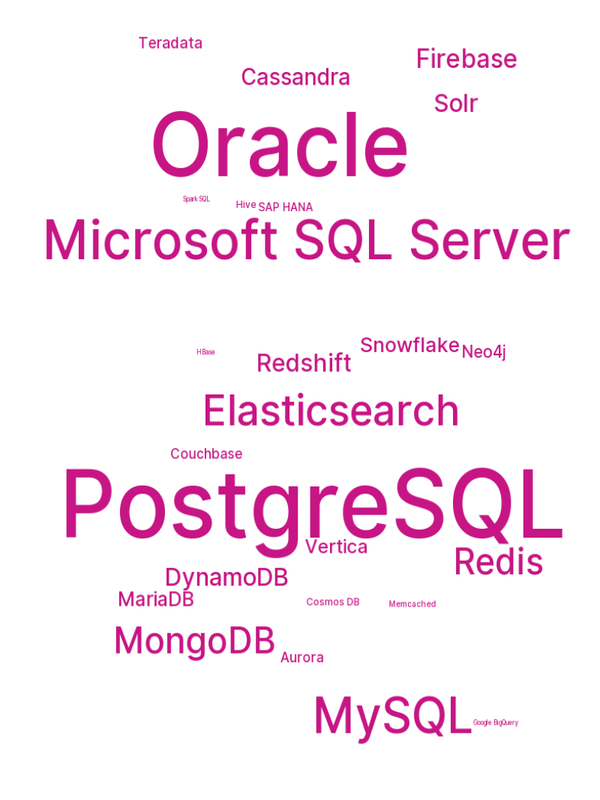 Teradata
Firebase
Cassandra
Solr
Oracle
Spark SQL
Hive
SAP HANA
Microsoft SQL Server
Snowflake
Neo4j
HBase
Redshift
Elasticsearch
Couchbase
PostgreSQL
Vertica
Redis
DynamoDB
MariaDB
Cosmos DB
Memcached
MongoDB
Aurora
MySQL
Google BigQuery